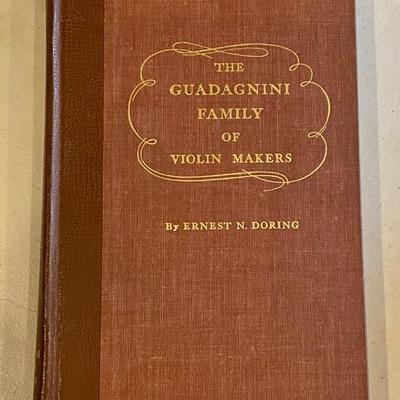 THE
GUADAGNINI
FAMILY
OF
VIOLIN MAKERS
By ERNEST N. DORING